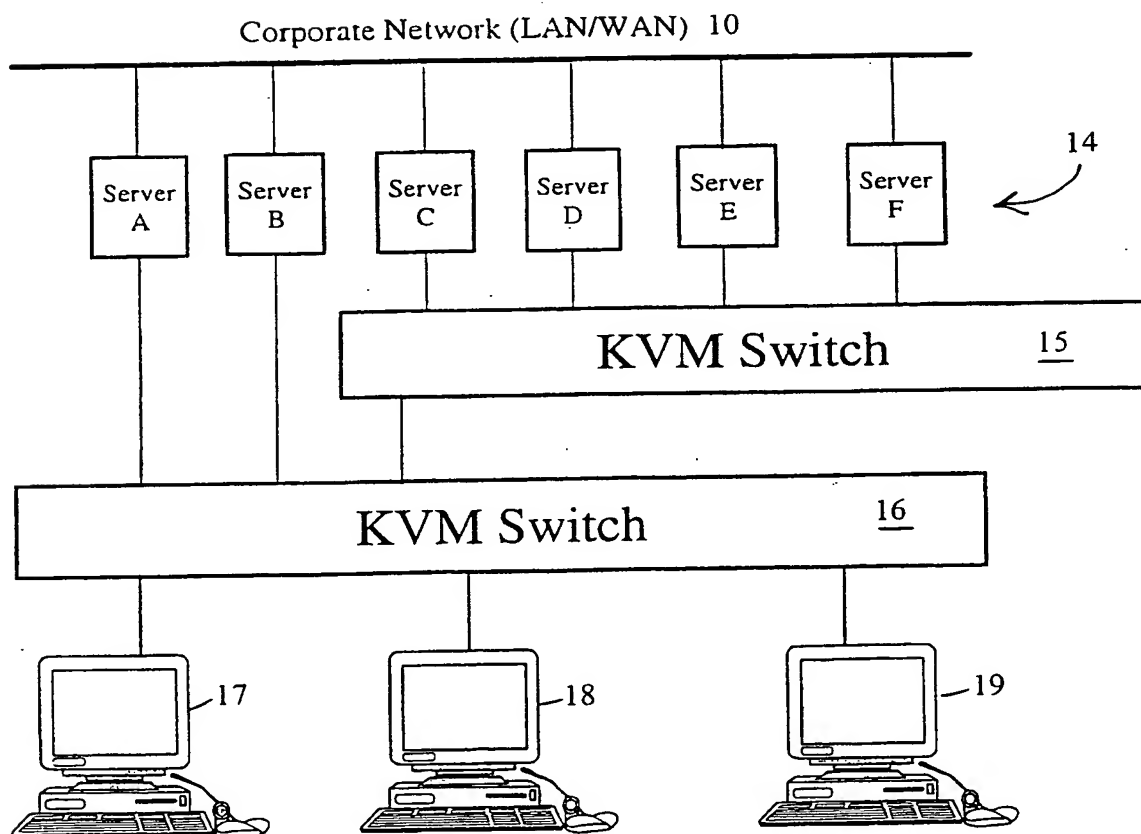 Corporate Network (LAN/WAN) 10
Server A
Server B
Server C
Server D
Server E
Server F
14
KVM Switch 15
KVM Switch 16
17
18
19